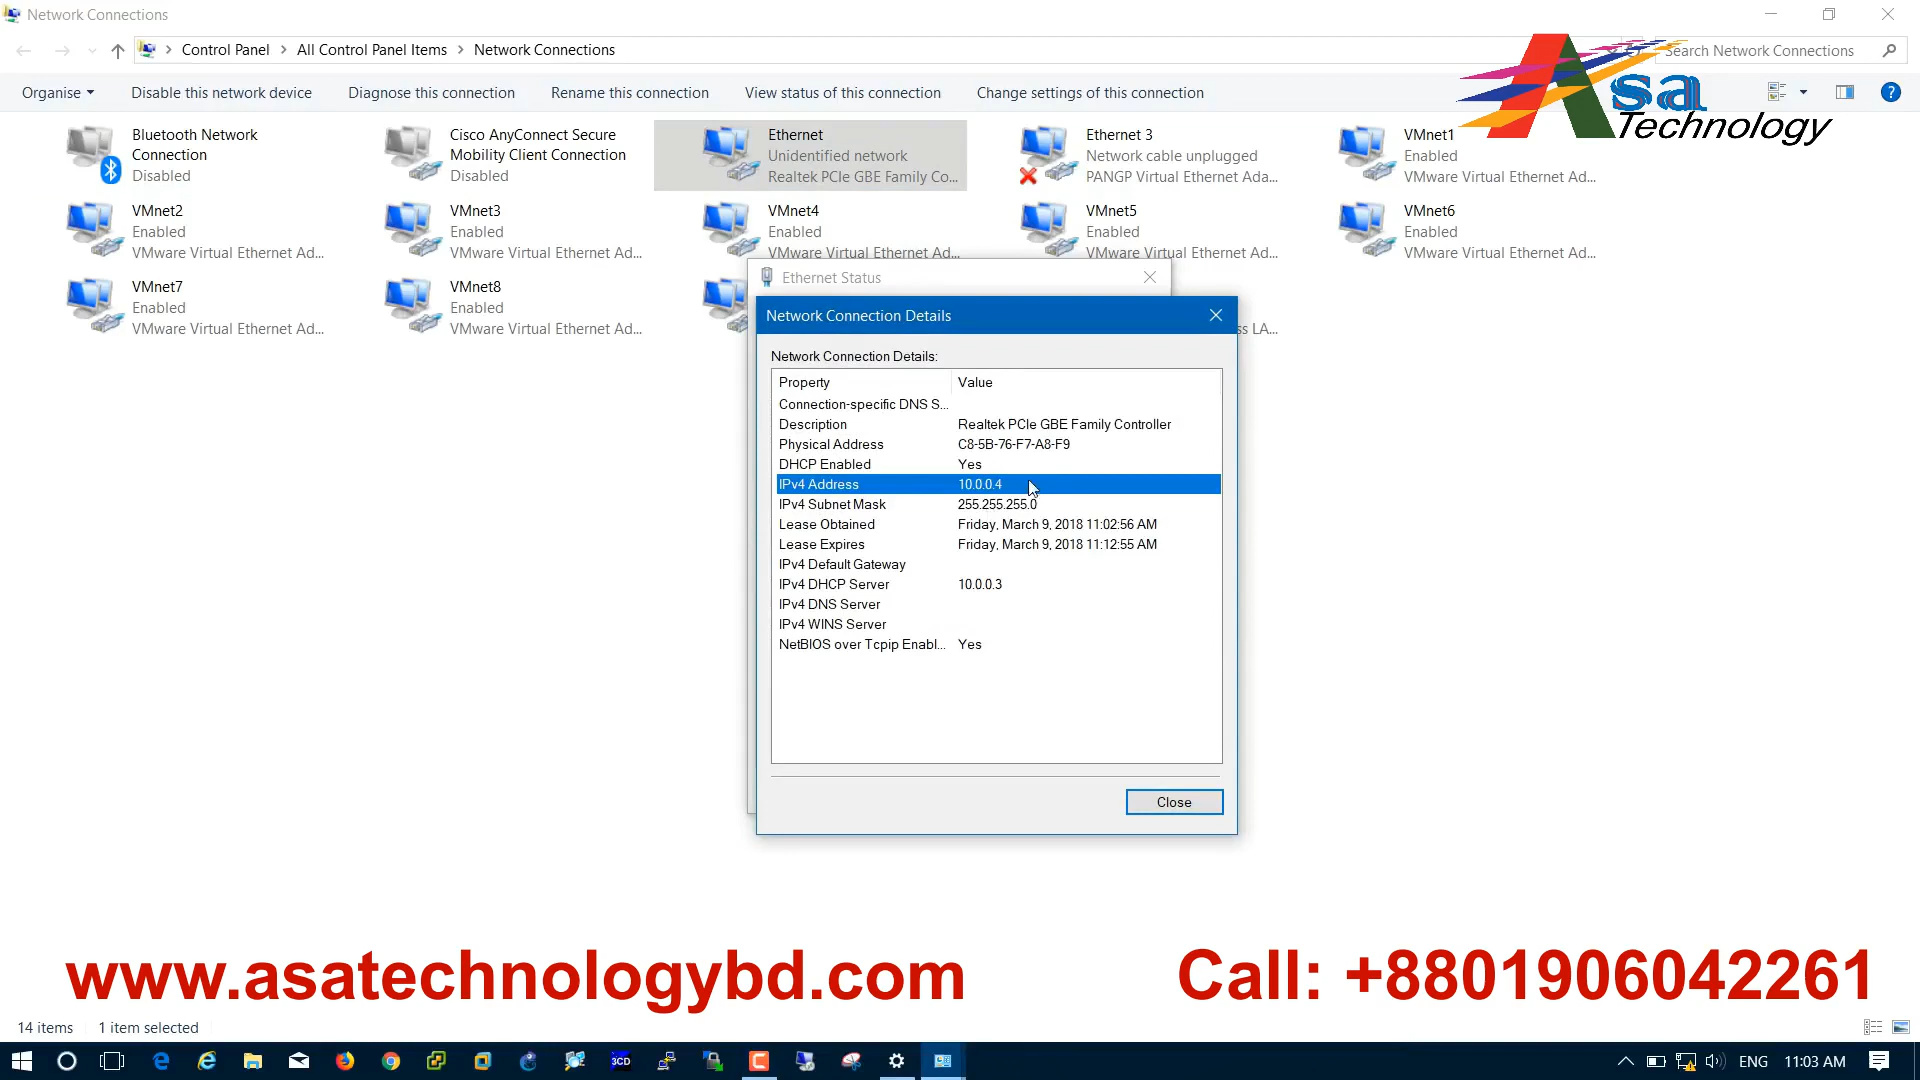 Network Connections
Control Panel > All Control Panel Items > Network Connections
Search Network Connections
Organise
Disable this network device
Diagnose this connection
Rename this connection
View status of this connection
Change settings of this connection
Asa
Technology
Bluetooth Network
Connection
Disabled
Cisco AnyConnect Secure
Mobility Client Connection
Disabled
Ethernet
Unidentified network
Realtek PCIe GBE Family Co...
Ethernet 3
Network cable unplugged
PANGP Virtual Ethernet Ada...
VMnet1
Enabled
VMware Virtual Ethernet Ad...
VMnet2
Enabled
VMware Virtual Ethernet Ad...
VMnet3
Enabled
VMware Virtual Ethernet Ad...
VMnet4
Enabled
VMware Virtual Ethernet Ad...
VMnet5
Enabled
VMware Virtual Ethernet Ad...
VMnet6
Enabled
VMware Virtual Ethernet Ad...
VMnet7
Enabled
VMware Virtual Ethernet Ad...
VMnet8
Enabled
VMware Virtual Ethernet Ad...
ss LA...
Ethernet Status
Network Connection Details
Network Connection Details:
Property Value
Connection-specific DNS S...
Description Realtek PCIe GBE Family Controller
Physical Address C8-5B-76-F7-A8-F9
DHCP Enabled Yes
IPv4 Address 10.0.0.4
IPv4 Subnet Mask 255.255.255.0
Lease Obtained Friday, March 9, 2018 11:02:56 AM
Lease Expires Friday, March 9, 2018 11:12:55 AM
IPv4 Default Gateway
IPv4 DHCP Server 10.0.0.3
IPv4 DNS Server
IPv4 WINS Server
NetBIOS over Tcpip Enabl... Yes
Close
www.asatechnologybd.com
Call: +8801906042261
14 items 1 item selected
3CD
ENG 11:03 AM